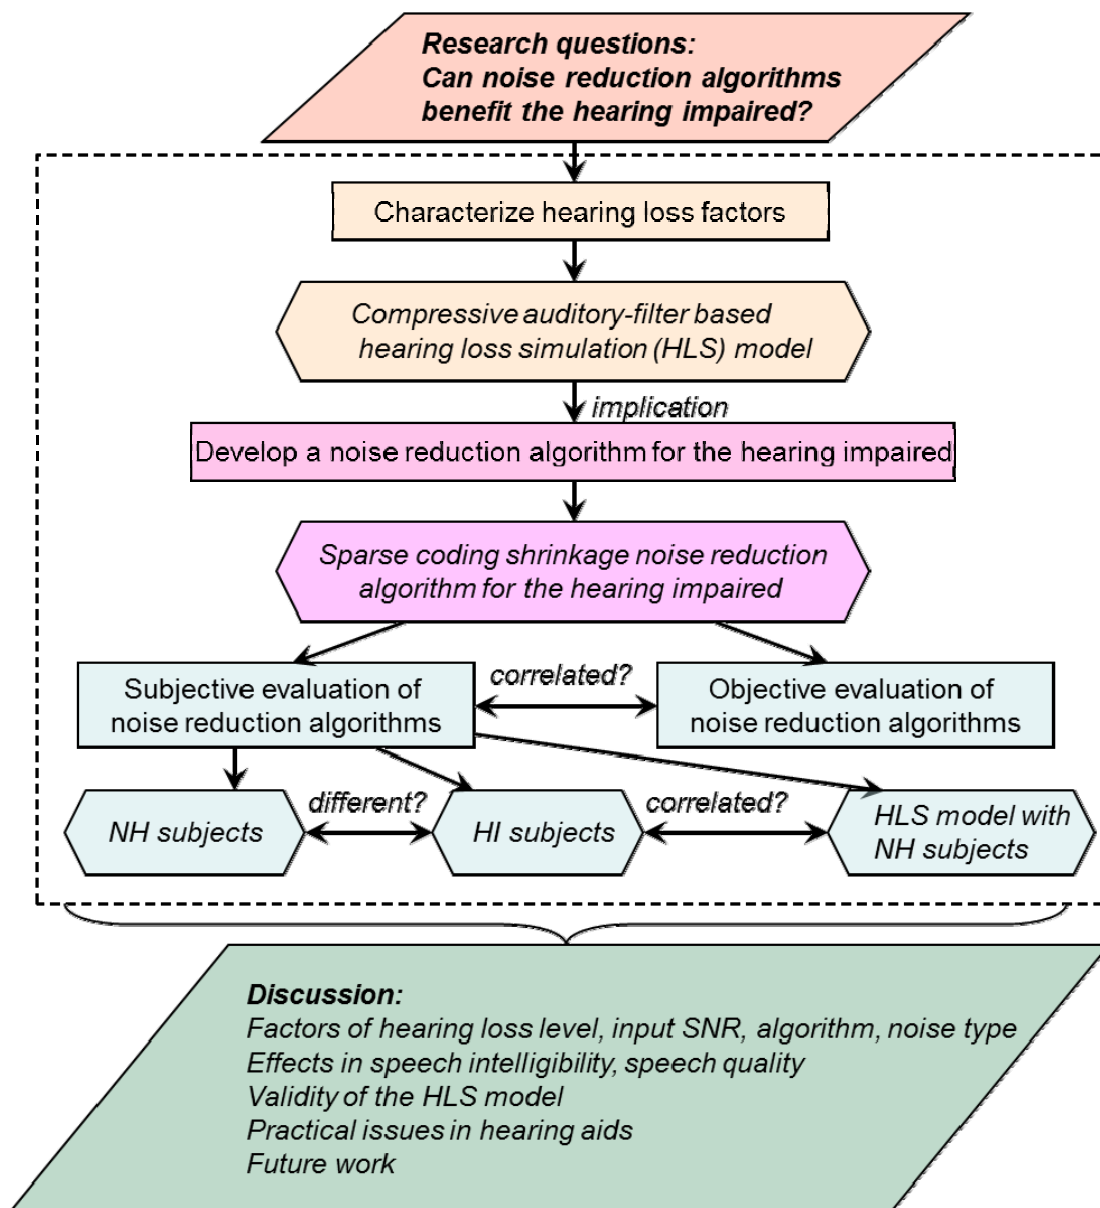 Research questions:
Can noise reduction algorithms
benefit the hearing impaired?
Characterize hearing loss factors
Compressive auditory-filter based
hearing loss simulation (HLS) model
implication
Develop a noise reduction algorithm for the hearing impaired
Sparse coding shrinkage noise reduction
algorithm for the hearing impaired
Subjective evaluation of
noise reduction algorithms
correlated?
Objective evaluation of
noise reduction algorithms
NH subjects
different?
HI subjects
correlated?
HLS model with
NH subjects
Discussion:
Factors of hearing loss level, input SNR, algorithm, noise type
Effects in speech intelligibility, speech quality
Validity of the HLS model
Practical issues in hearing aids
Future work